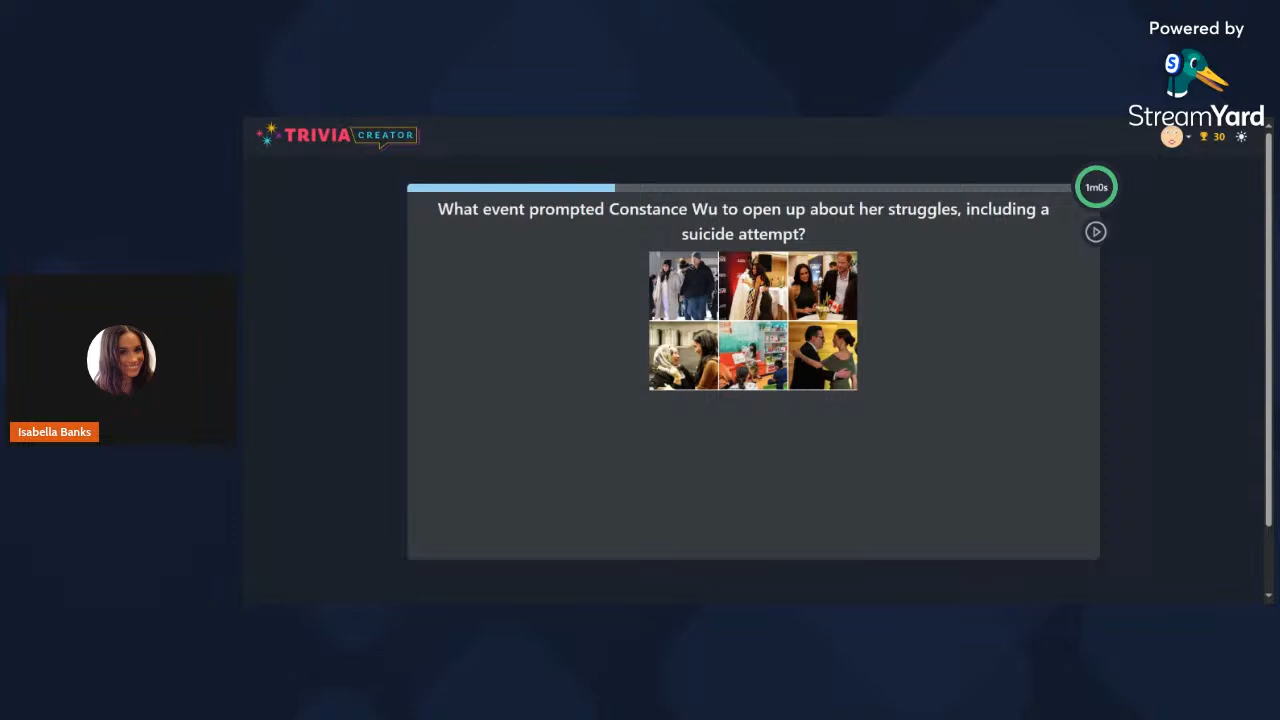 Powered by
StreamYard
TRIVIA CREATOR
30
1m0s
What event prompted Constance Wu to open up about her struggles, including a
suicide attempt?
Isabella Banks